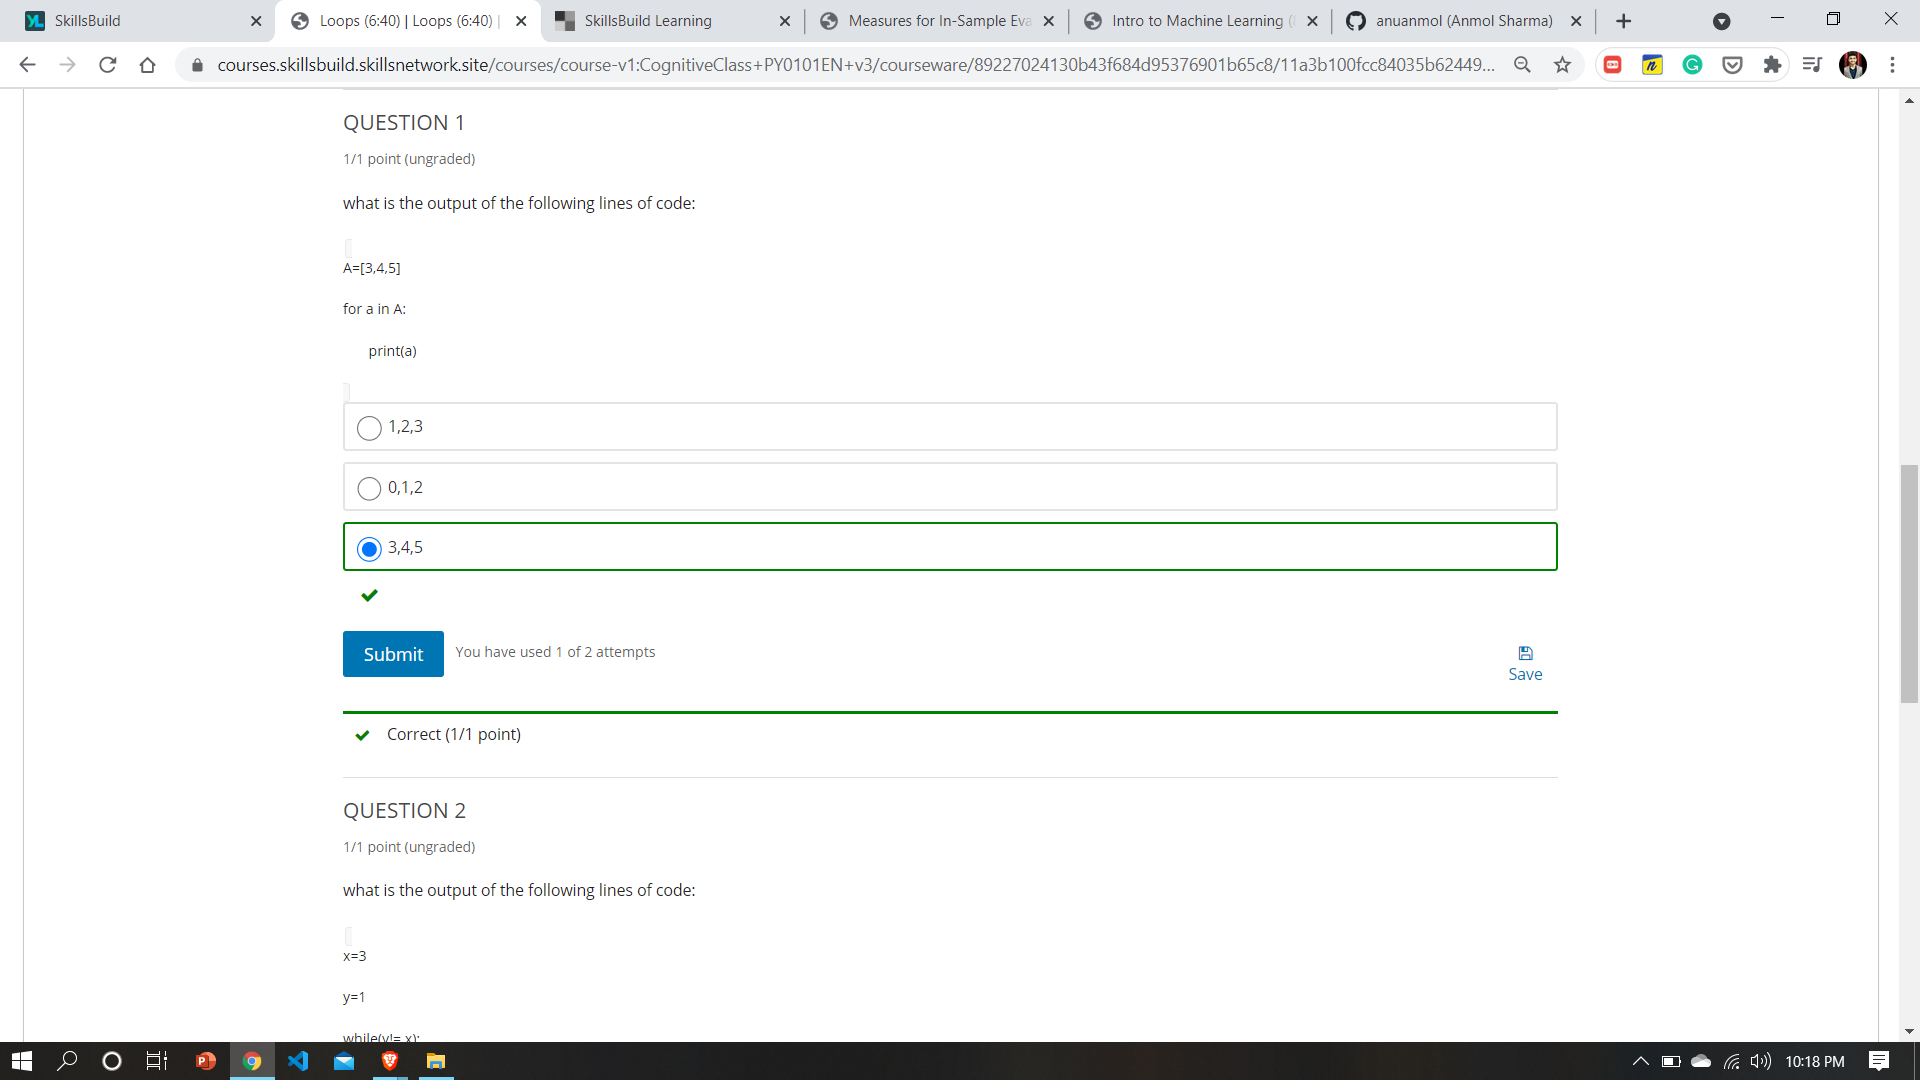 SkillsBuild
Loops (6:40) | Loops (6:40) |
SkillsBuild Learning
Measures for In-Sample Eva
Intro to Machine Learning (
anuanmol (Anmol Sharma)
courses.skillsbuild.skillsnetwork.site/courses/course-v1:CognitiveClass+PY0101EN+v3/courseware/89227024130b43f684d95376901b65c8/11a3b100fcc84035b62449...
QUESTION 1
1/1 point (ungraded)
what is the output of the following lines of code:
A=[3,4,5]
for a in A:
print(a)
1,2,3
0,1,2
3,4,5
Submit
You have used 1 of 2 attempts
Save
Correct (1/1 point)
QUESTION 2
1/1 point (ungraded)
what is the output of the following lines of code:
x=3
y=1
while(y!= x):
10:18 PM